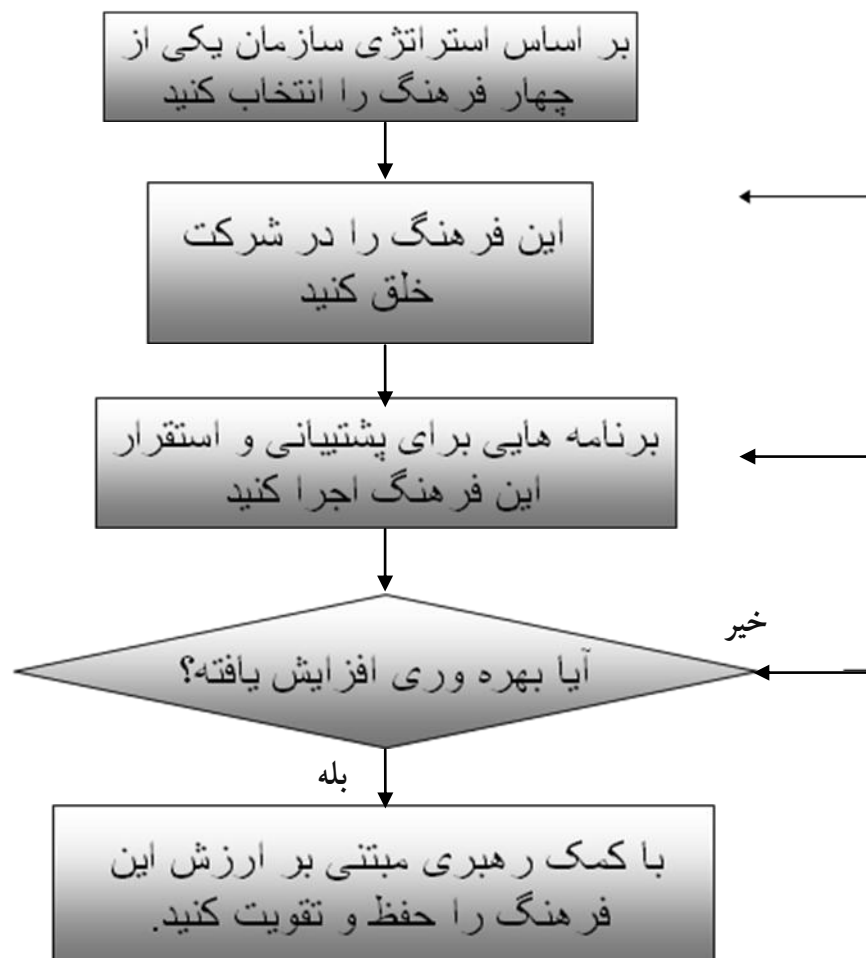 بر اساس استراتژی سازمان یکی از
چهار فرهنگ را انتخاب کنید
این فرهنگ را در شرکت
خلق کنید
برنامه هایی برای پشتیبانی و استقرار
این فرهنگ اجرا کنید
خیر
آیا بهره وری افزایش یافته؟
بله
با کمک رهبری مبتنی بر ارزش این
فرهنگ را حفظ و تقویت کنید.